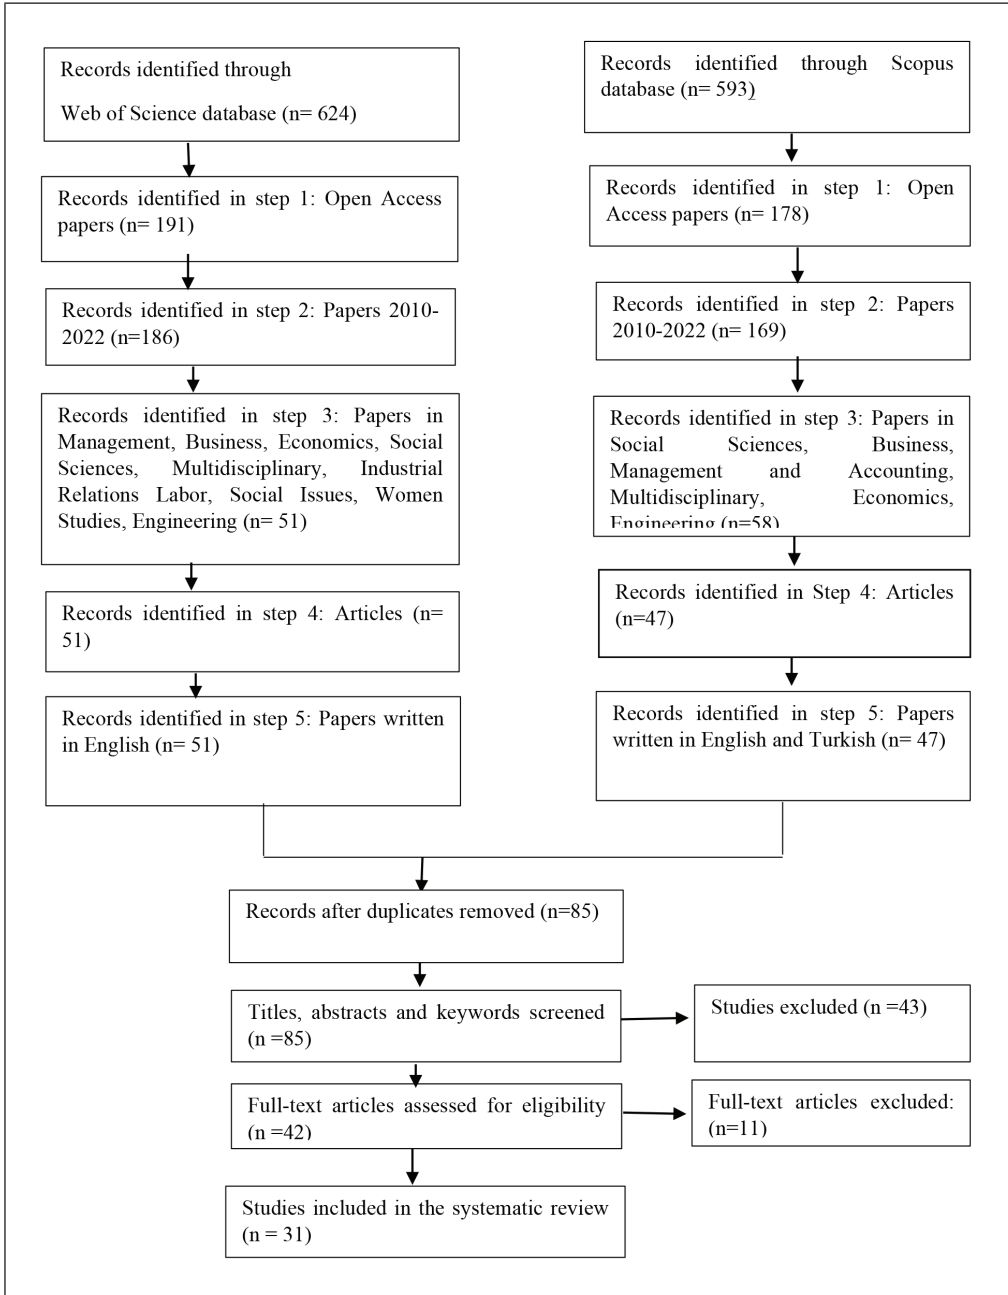 Records identified through
Web of Science database (n= 624)
Records identified in step 1: Open Access
papers (n= 191)
Records identified in step 2: Papers 2010-
2022 (n=186)
Records identified in step 3: Papers in
Management, Business, Economics, Social
Sciences, Multidisciplinary, Industrial
Relations Labor, Social Issues, Women
Studies, Engineering (n= 51)
Records identified in step 4: Articles (n=
51)
Records identified in step 5: Papers written
in English (n= 51)
Records identified through Scopus
database (n= 593)
Records identified in step 1: Open
Access papers (n= 178)
Records identified in step 2: Papers
2010-2022 (n= 169)
Records identified in step 3: Papers in
Social Sciences, Business,
Management and Accounting,
Multidisciplinary, Economics,
Engineering (n=58)
Records identified in Step 4: Articles
(n=47)
Records identified in step 5: Papers
written in English and Turkish (n= 47)
Records after duplicates removed (n=85)
Titles, abstracts and keywords screened
(n =85)
Studies excluded (n =43)
Full-text articles assessed for eligibility
(n =42)
Full-text articles excluded:
(n=11)
Studies included in the systematic review
(n = 31)